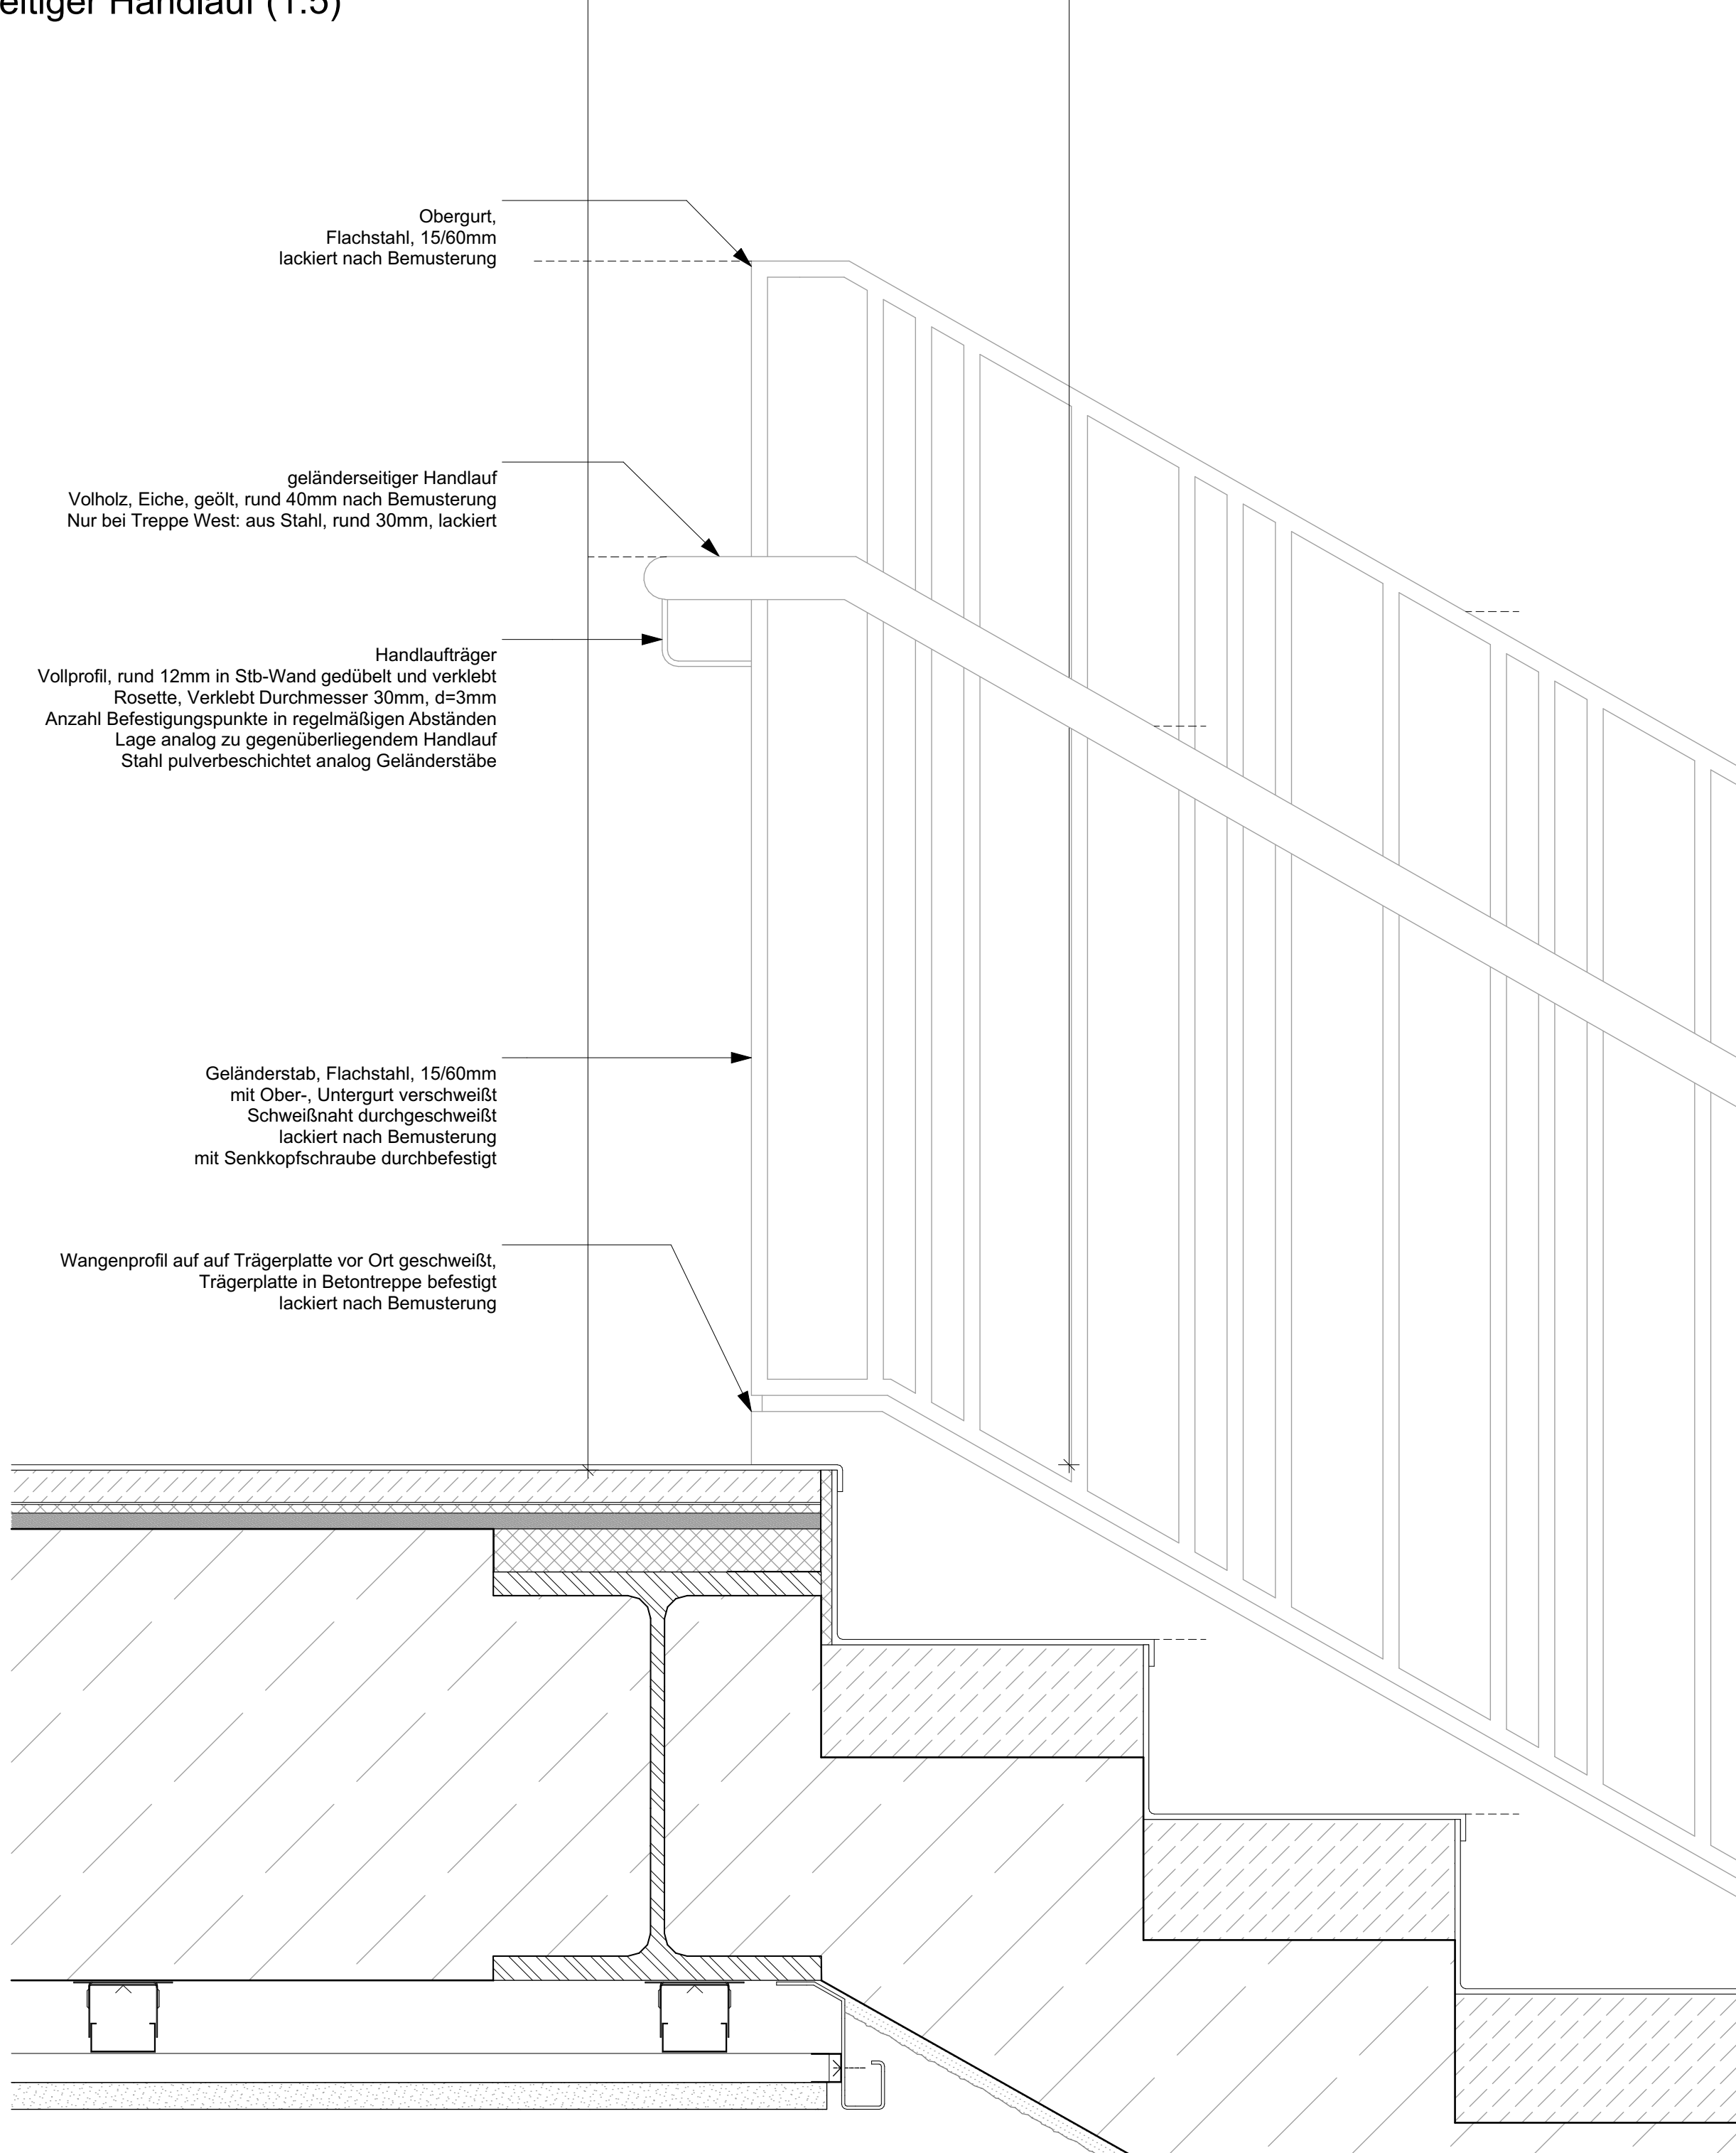 eitiger Handlauf (1:5)
Obergurt,
Flachstahl, 15/60mm
lackiert nach Bemusterung
geländerseitiger Handlauf
Volholz, Eiche, geölt, rund 40mm nach Bemusterung
Nur bei Treppe West: aus Stahl, rund 30mm, lackiert
Handlaufträger
Vollprofil, rund 12mm in Stb-Wand gedübelt und verklebt
Rosette, Verklebt Durchmesser 30mm, d=3mm
Anzahl Befestigungspunkte in regelmäßigen Abständen
Lage analog zu gegenüberliegendem Handlauf
Stahl pulverbeschichtet analog Geländerstäbe
Geländerstab, Flachstahl, 15/60mm
mit Ober-, Untergurt verschweißt
Schweißnaht durchgeschweißt
lackiert nach Bemusterung
mit Senkkopfschraube durchbefestigt
Wangenprofil auf auf Trägerplatte vor Ort geschweißt,
Trägerplatte in Betontreppe befestigt
lackiert nach Bemusterung